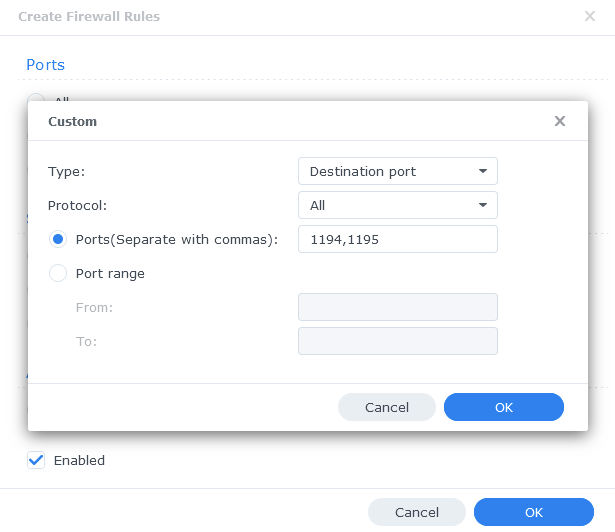 Create Firewall Rules
Ports
Custom
Type:
Destination port
Protocol:
All
Ports(Separate with commas):
1194,1195
Port range
From:
To:
Cancel
OK
Enabled
Cancel
OK